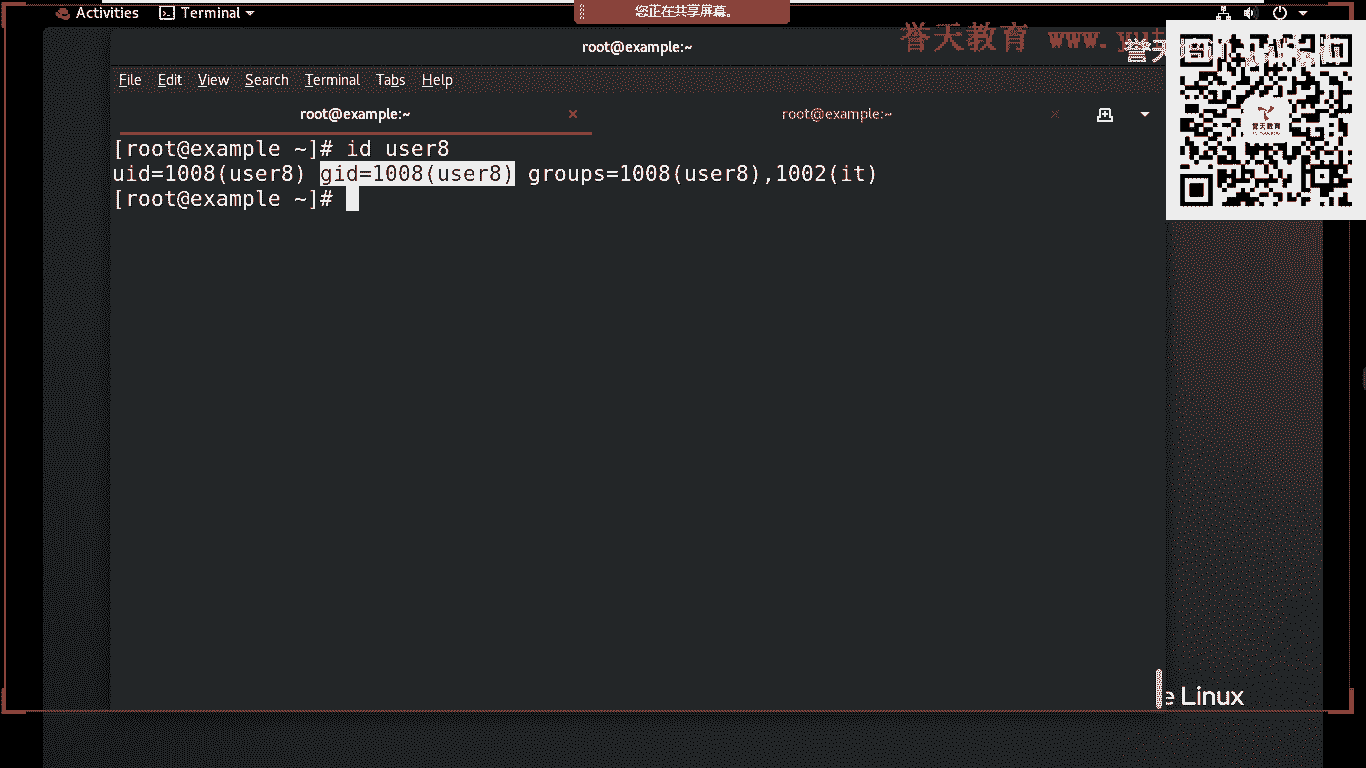 Activities Terminal
您正在共享屏幕。
誉天教育 www.yut
root@example:~
File Edit View Search Terminal Tabs Help
root@example:~ root@example:~
誉天教育
[root@example ~]# id user8
uid=1008(user8) gid=1008(user8) groups=1008(user8),1002(it)
[root@example ~]#
e Linux